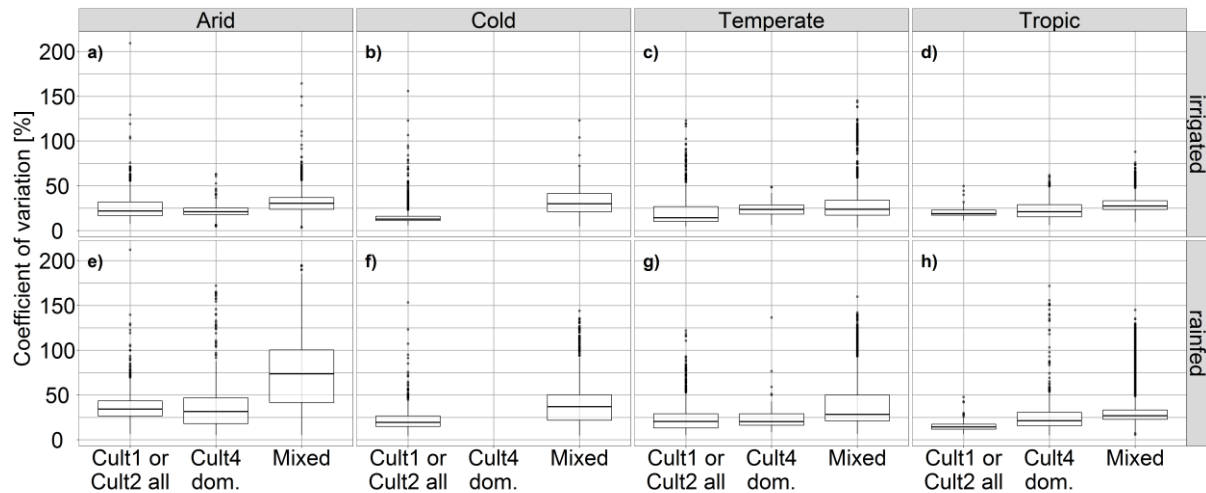 Arid Cold Temperate Tropic
Coefficient of variation [%]
200 a) b) c) d)
150
100
50
0
irrigated
200 e) f) g) h)
150
100
50
0
rainfed
Cult1 or Cult4 Mixed Cult1 or Cult4 Mixed Cult1 or Cult4 Mixed Cult1 or Cult4 Mixed
Cult2 all dom. Cult2 all dom. Cult2 all dom. Cult2 all dom.